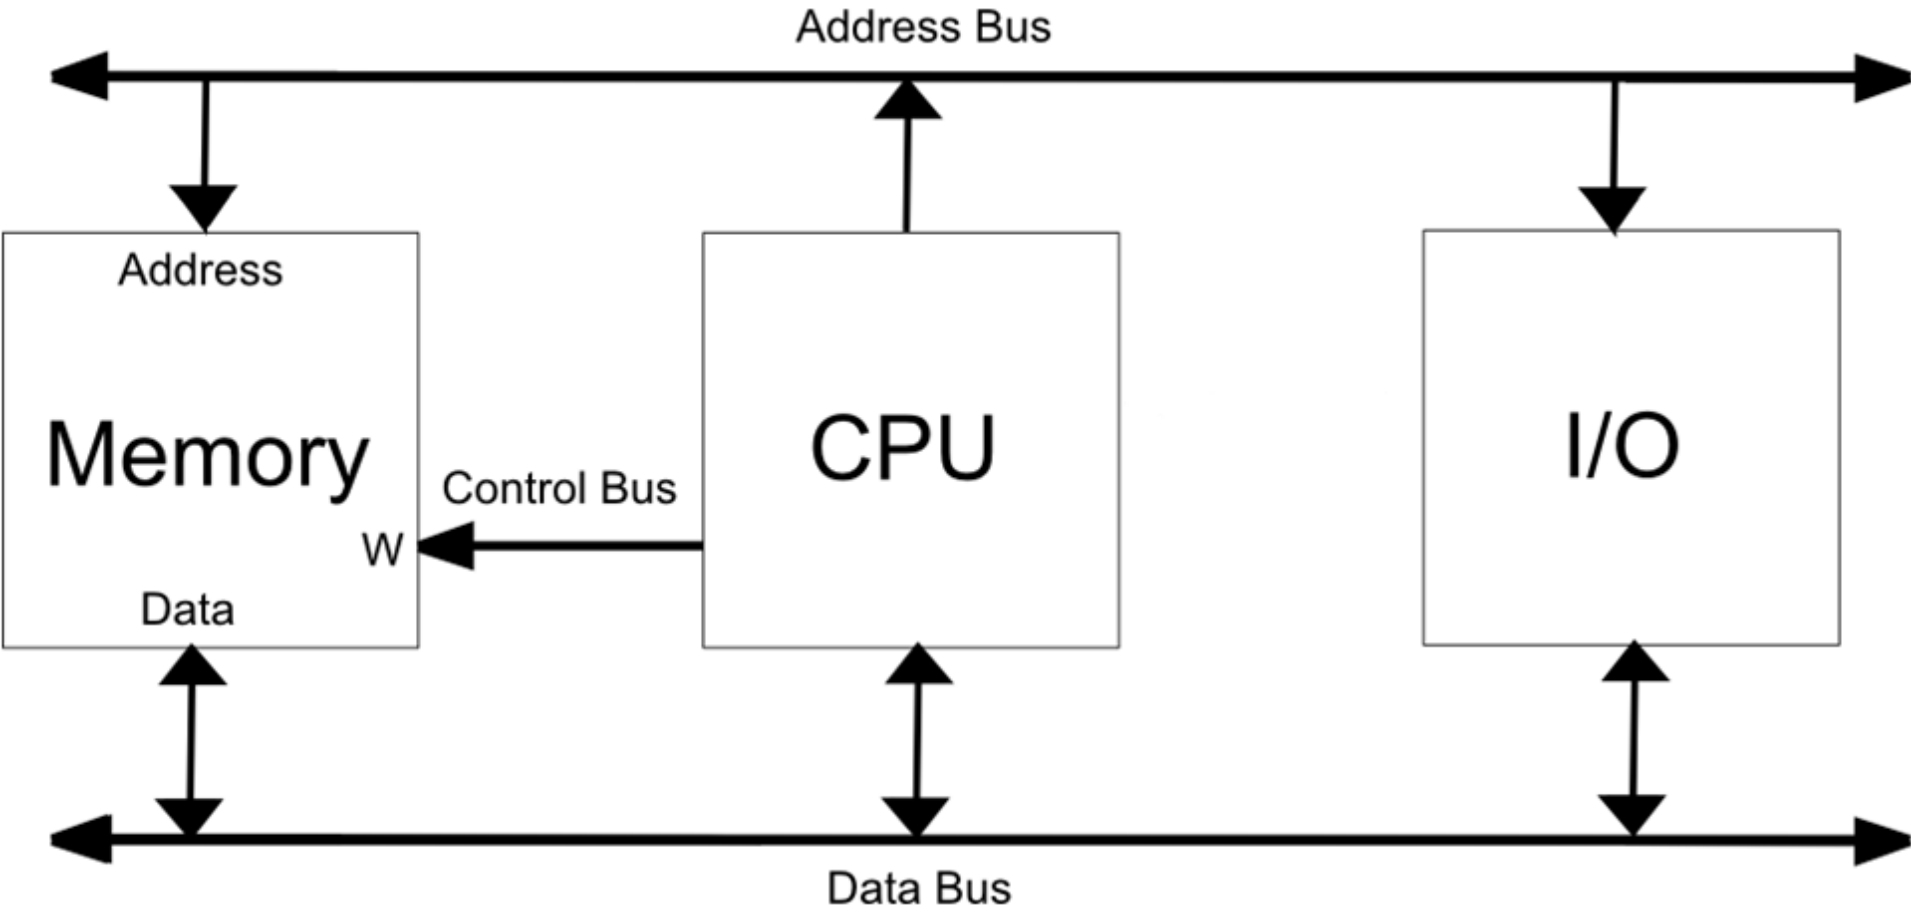 Address Bus
Address
Memory
Control Bus
W
Data
CPU
I/O
Data Bus